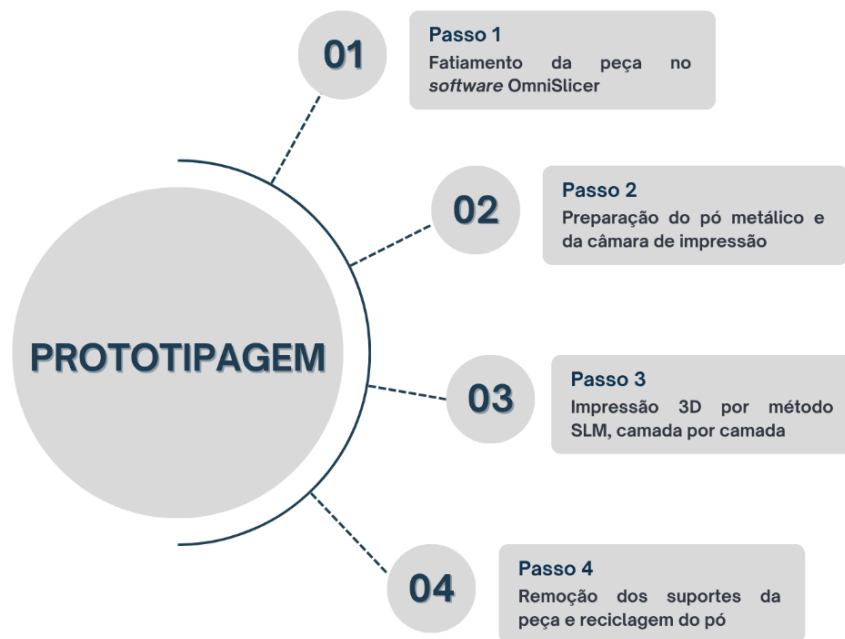 01
Passo 1
Fatiamento da peça no
software OmniSlicer
02
Passo 2
Preparação do pó metálico e
da câmara de impressão
PROTOTIPAGEM
03
Passo 3
Impressão 3D por método
SLM, camada por camada
04
Passo 4
Remoção dos suportes da
peça e reciclagem do pó